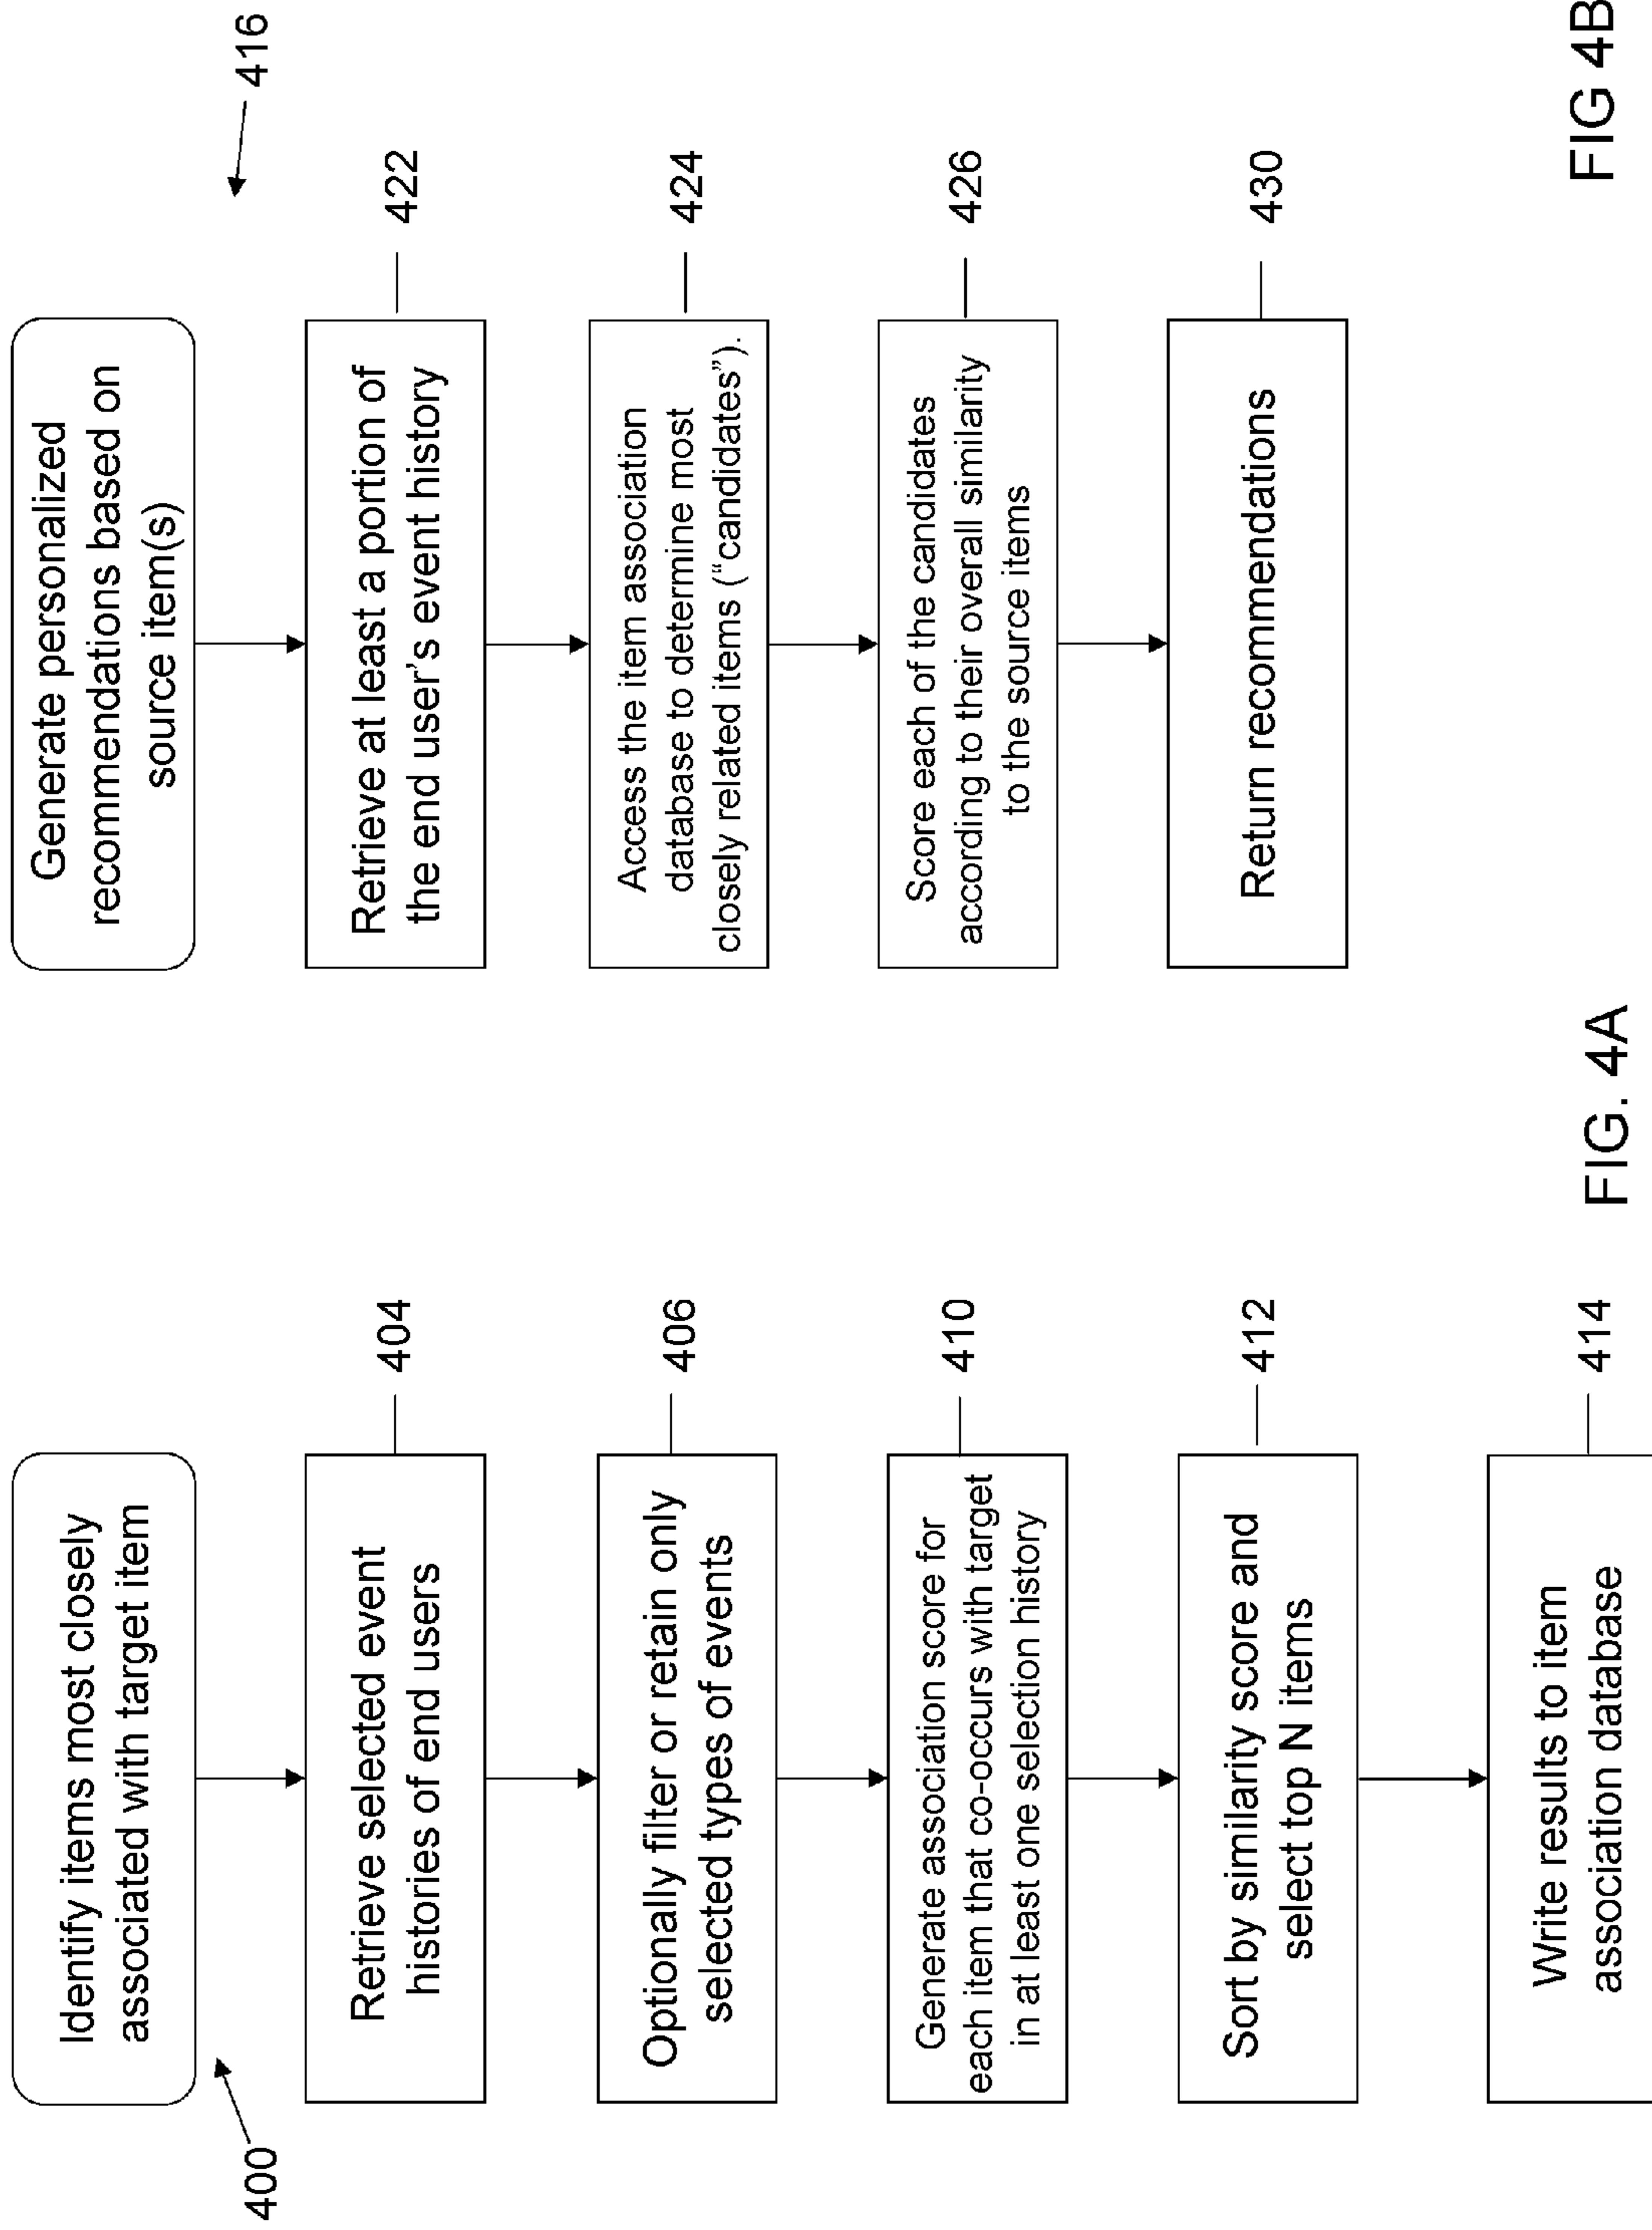 Identify items most closely
associated with target item
400
Retrieve selected event
histories of end users
404
Optionally filter or retain only
selected types of events
406
Generate association score for
each item that co-occurs with target
in at least one selection history
410
Sort by similarity score and
select top N items
412
Write results to item
association database
414
FIG. 4A
Generate personalized
recommendations based on
source item(s)
416
Retrieve at least a portion of
the end user's event history
422
Access the item association
database to determine most
closely related items (“candidates”).
424
Score each of the candidates
according to their overall similarity
to the source items
426
Return recommendations
430
FIG 4B